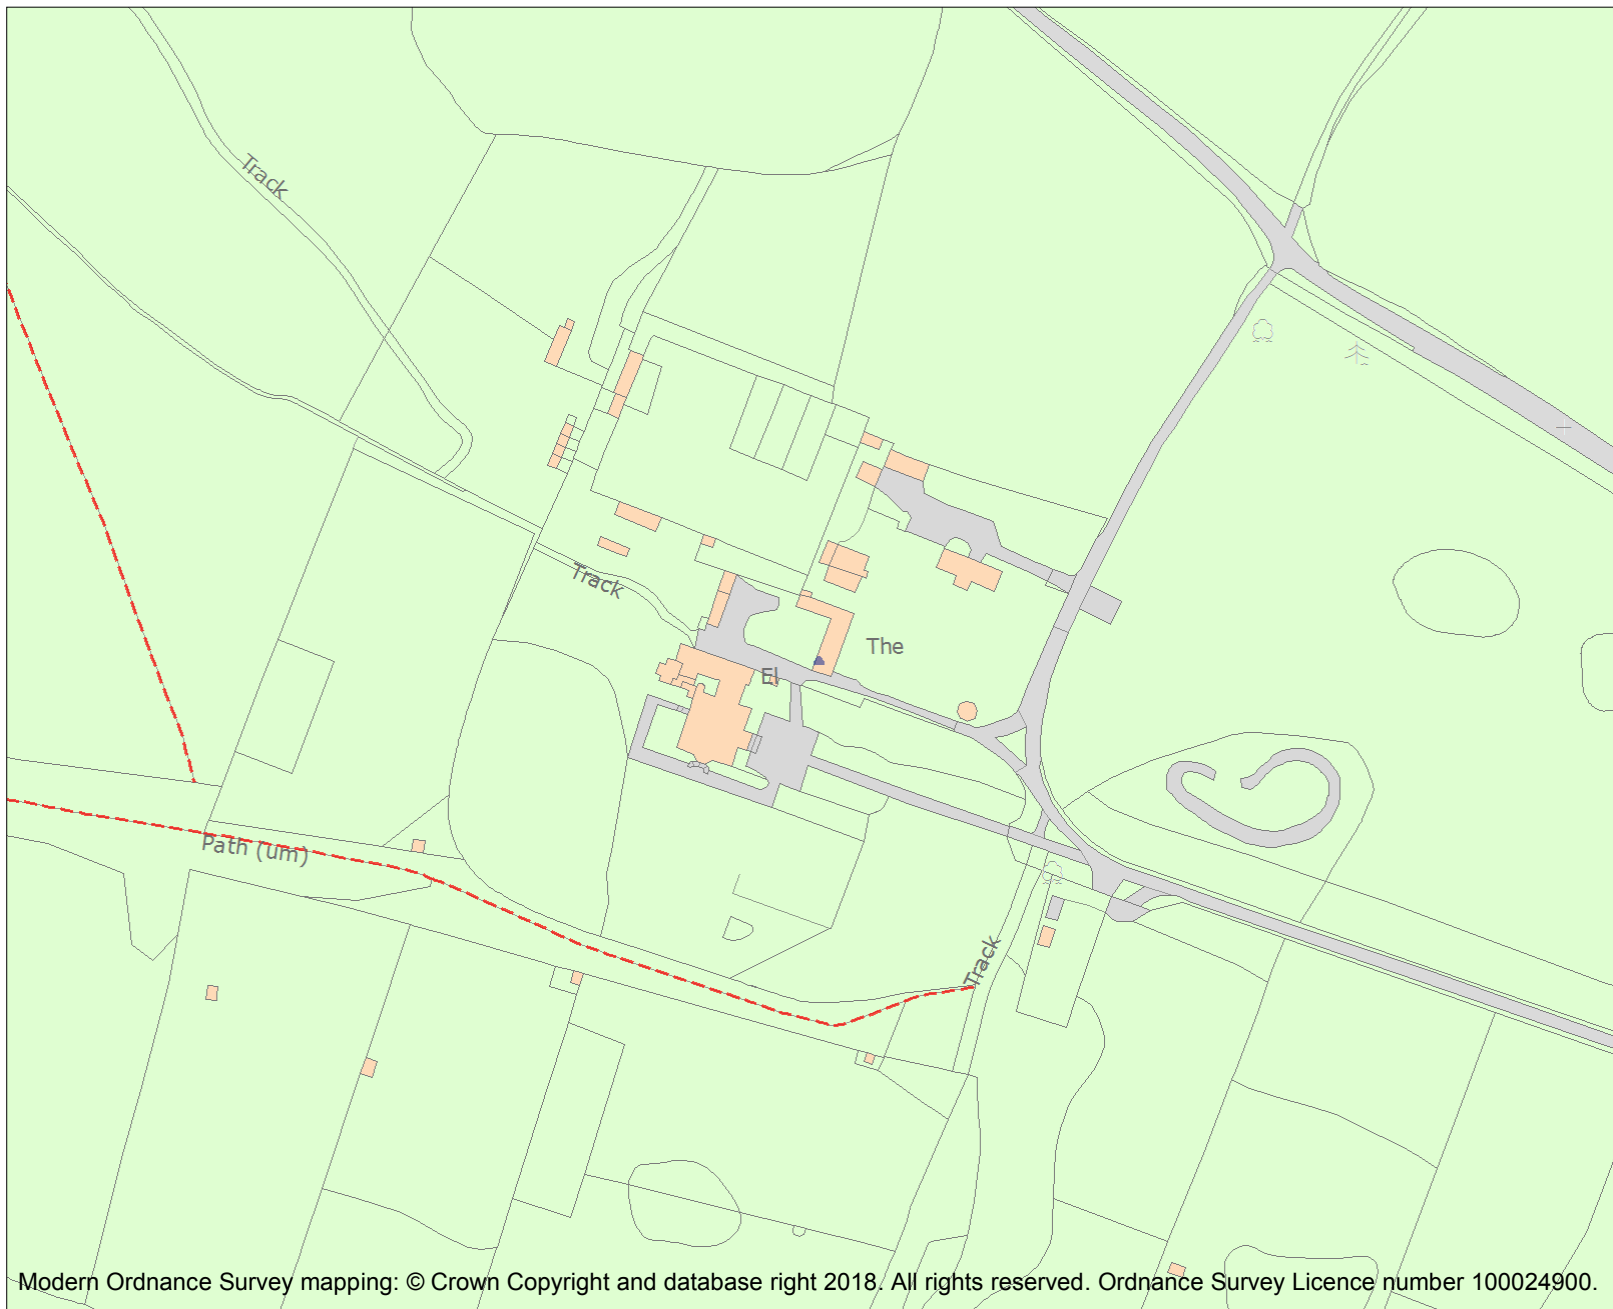 Track
Track
The
El
Path (um)
Track
Modern Ordnance Survey mapping: © Crown Copyright and database right 2018. All rights reserved. Ordnance Survey Licence number 100024900.